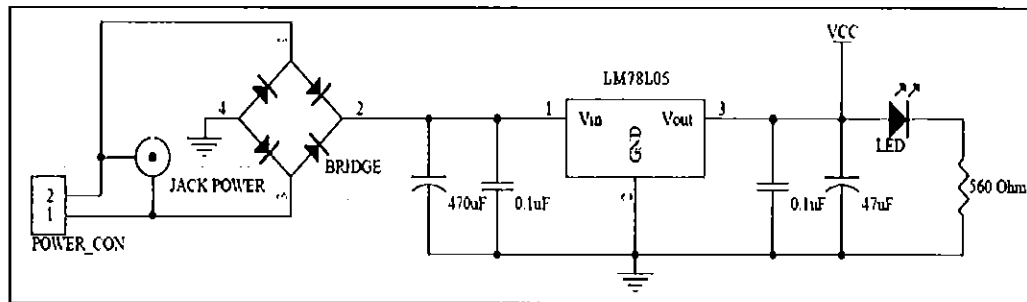 VCC
LM78L05
4
2
1
Vin
Vout
3
GND
BRIDGE
LED
JACK POWER
2
1
470uF
0.1uF
0.1uF
47uF
560 Ohm
POWER_CON